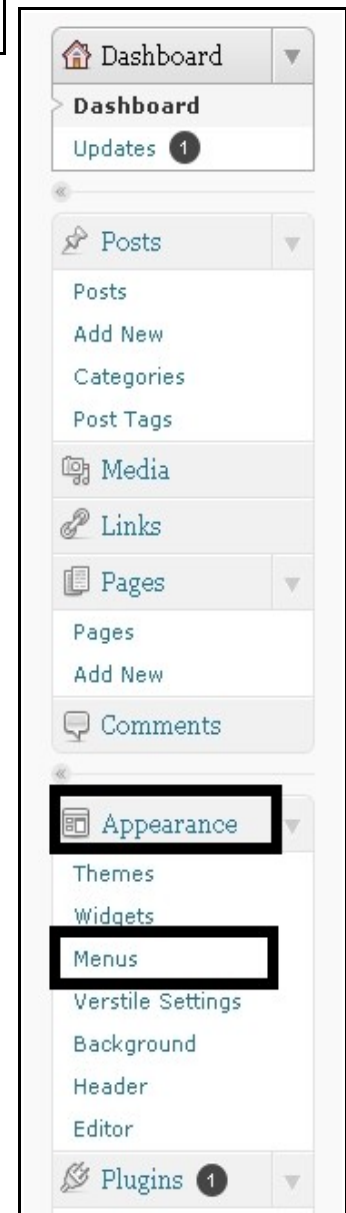 Dashboard
Dashboard
Updates 1
Posts
Posts
Add New
Categories
Post Tags
Media
Links
Pages
Pages
Add New
Comments
Appearance
Themes
Widgets
Menus
Verstile Settings
Background
Header
Editor
Plugins 1